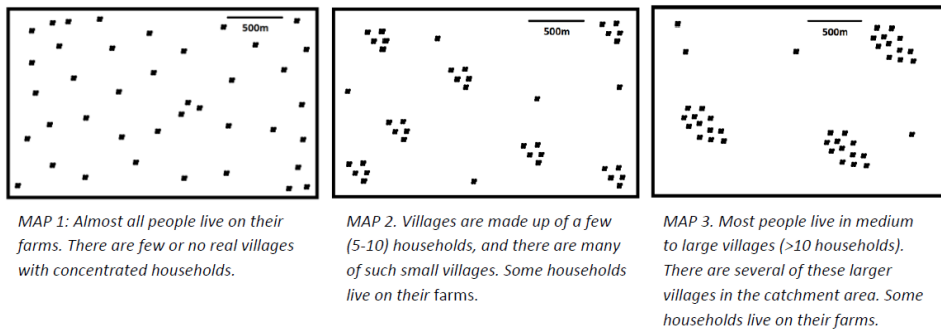 500m
500m
500m
MAP 1: Almost all people live on their
farms. There are few or no real villages
with concentrated households.
MAP 2. Villages are made up of a few
(5-10) households, and there are many
of such small villages. Some households
live on their farms.
MAP 3. Most people live in medium
to large villages (>10 households).
There are several of these larger
villages in the catchment area. Some
households live on their farms.